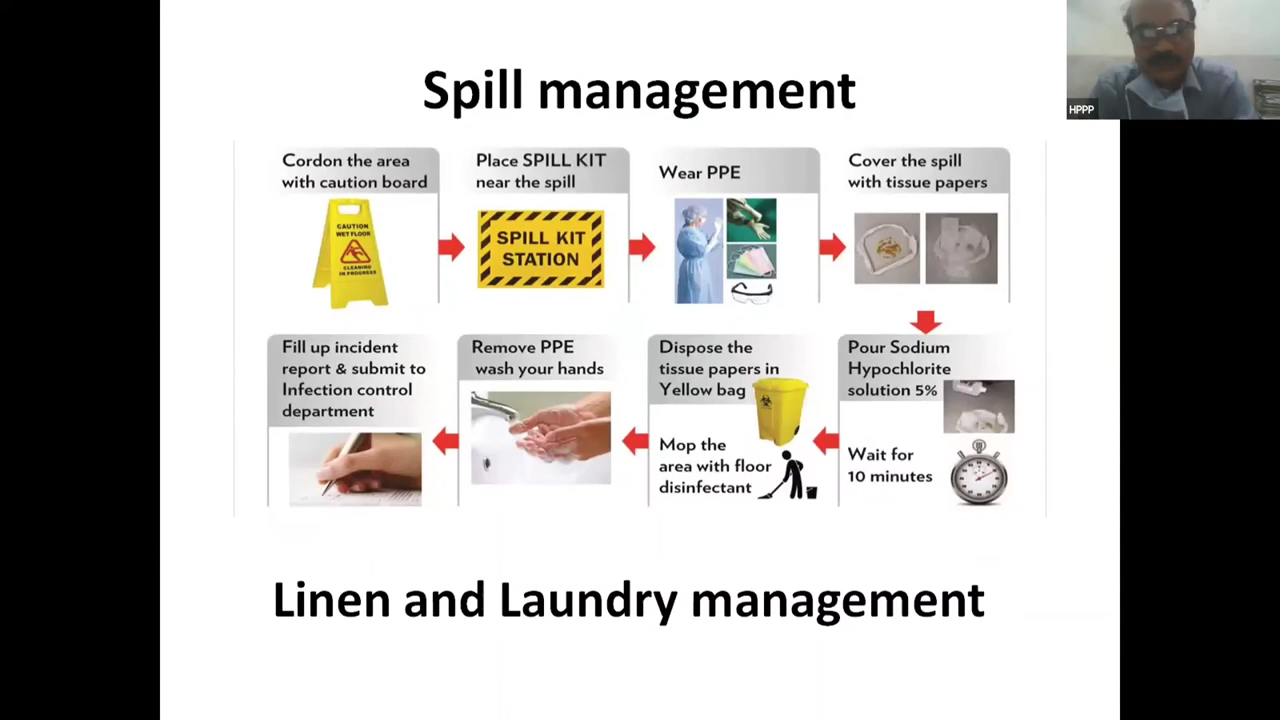 Spill management
HPPP
Cordon the area
with caution board
CAUTION
WET FLOOR
CLEANING
IN PROGRESS
Place SPILL KIT
near the spill
SPILL KIT
STATION
Wear PPE
Cover the spill
with tissue papers
Pour Sodium
Hypochlorite
solution 5%
Wait for
10 minutes
Dispose the
tissue papers in
Yellow bag
Mop the
area with floor
disinfectant
Remove PPE
wash your hands
Fill up incident
report & submit to
Infection control
department
Linen and Laundry management